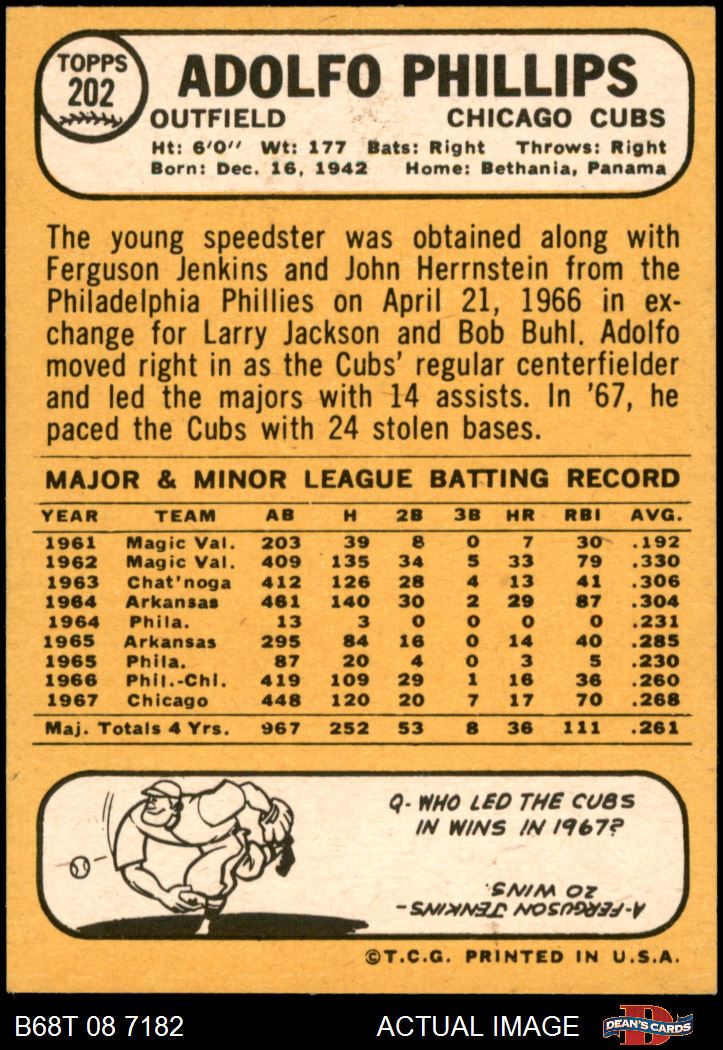 TOPPS
202
ADOLFO PHILLIPS
OUTFIELD CHICAGO CUBS
Ht: 6'0" Wt: 177 Bats: Right Throws: Right
Born: Dec. 16, 1942 Home: Bethania, Panama
The young speedster was obtained along with
Ferguson Jenkins and John Herrnstein from the
Philadelphia Phillies on April 21, 1966 in ex-
change for Larry Jackson and Bob Buhl. Adolfo
moved right in as the Cubs' regular centerfielder
and led the majors with 14 assists. In '67, he
paced the Cubs with 24 stolen bases.
MAJOR & MINOR LEAGUE BATTING RECORD
YEAR TEAM AB H 2B 3B HR RBI AVG.
1961 Magic Val. 203 39 8 0 7 30 .192
1962 Magic Val. 409 135 34 5 33 79 .330
1963 Chat'noga 412 126 28 4 13 41 .306
1964 Arkansas 461 140 30 2 29 87 .304
1964 Phila. 13 3 0 0 0 0 .231
1965 Arkansas 295 84 16 0 14 40 .285
1965 Phila. 87 20 4 0 3 5 .230
1966 Phil.-Chi. 419 109 29 1 16 36 .260
1967 Chicago 448 120 20 7 17 70 .268
Maj. Totals 4 Yrs. 967 252 53 8 36 111 .261
Q- WHO LED THE CUBS
IN WINS IN 1967?
A-FERGUSON JENKINS-
20 WINS.
©T.C.G. PRINTED IN U.S.A.
B68T 08 7182 ACTUAL IMAGE DEAN'S CARDS